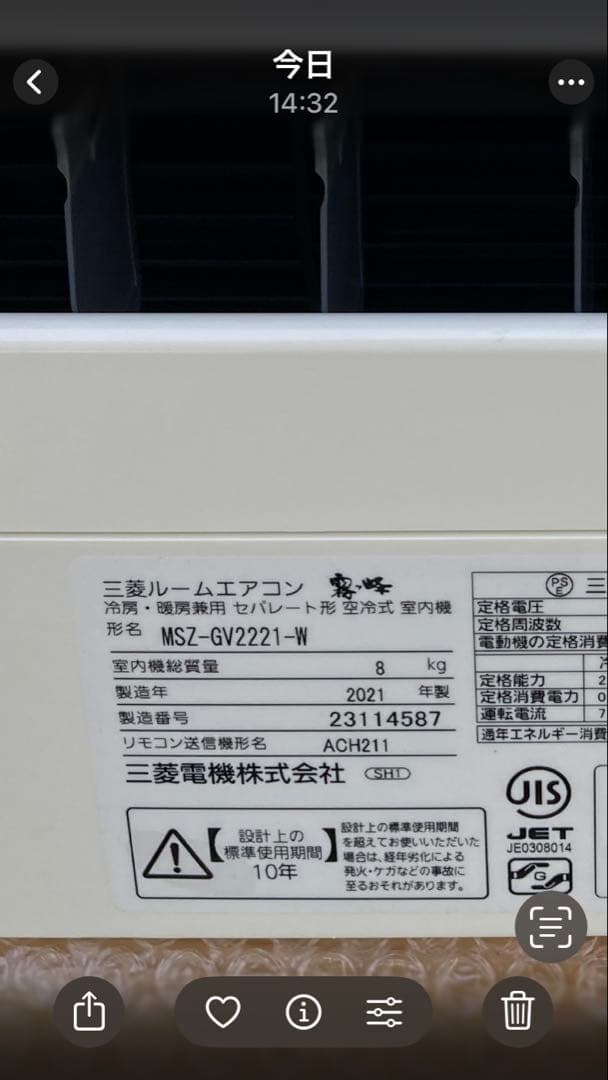 今日
14:32
三菱ルームエアコン 霧ヶ峰
冷房・暖房兼用 セパレート形 空冷式 室内機
形名 MSZ-GV2221-W
室内機総質量 8 kg
製造年 2021 年製
製造番号 23114587
リモコン送信機形名 ACH211
三菱電機株式会社 SH1
設計上の
【標準使用期間】
10年
設計上の標準使用期間
を超えてお使いいただいた
場合は、経年劣化による
発火・ケガなどの事故に
至るおそれがあります。
PS
E 三
定格電圧
定格周波数
電動機の定格消費
冷
定格能力 2
定格消費電力 0
運転電流 7
通年エネルギー消費
JIS
JET
JE0308014
G